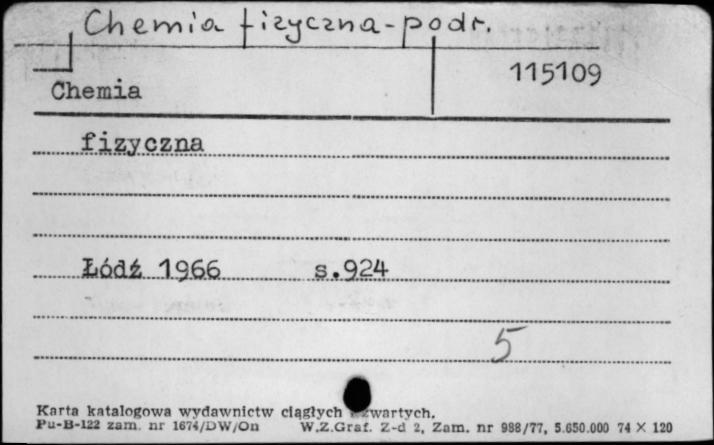 Chemia fizyczna-podr.
115109
Chemia
fizyczna
Łódź 1966 s.924
5
Karta katalogowa wydawnictw ciągłych zwartych.
Pu-B-122 zam. nr 1674/DW/On W.Z.Graf. Z-d 2, Zam. nr 988/77, 5.650.000 74 X 120